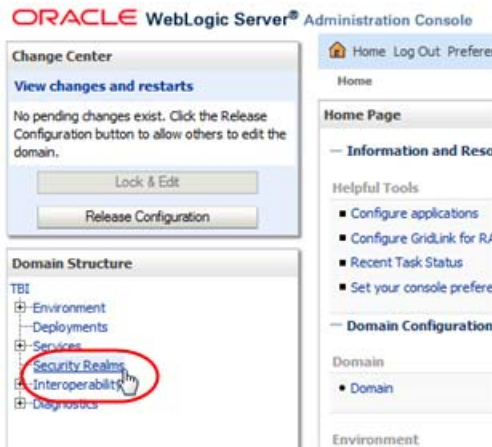 ORACLE WebLogic Server® Administration Console
Change Center
View changes and restarts
No pending changes exist. Click the Release
Configuration button to allow others to edit the
domain.
Lock & Edit
Release Configuration
Domain Structure
TBI
Environment
Deployments
Services
Security Realms
Interoperability
Diagnostics
Home Log Out Prefere
Home
Home Page
Information and Reso
Helpful Tools
Configure applications
Configure GridLink for RA
Recent Task Status
Set your console prefere
Domain Configuration
Domain
Domain
Environment